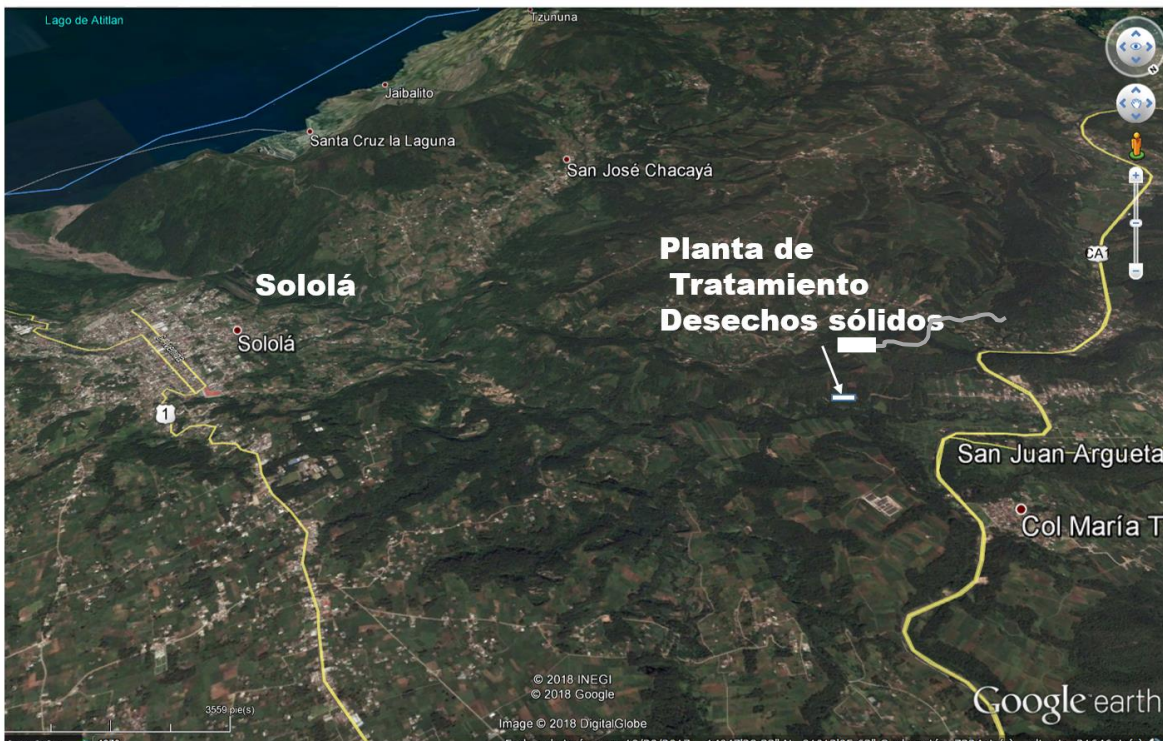 Lago de Atitlan
Tzununa
Jaibalito
Santa Cruz la Laguna
San José Chacayá
CA1
Planta de
Tratamiento
Desechos sólidos
Sololá
Sololá
1
San Juan Argueta
Col María T
3559 pie(s)
© 2018 INEGI
© 2018 Google
Image © 2018 DigitalGlobe
Google earth